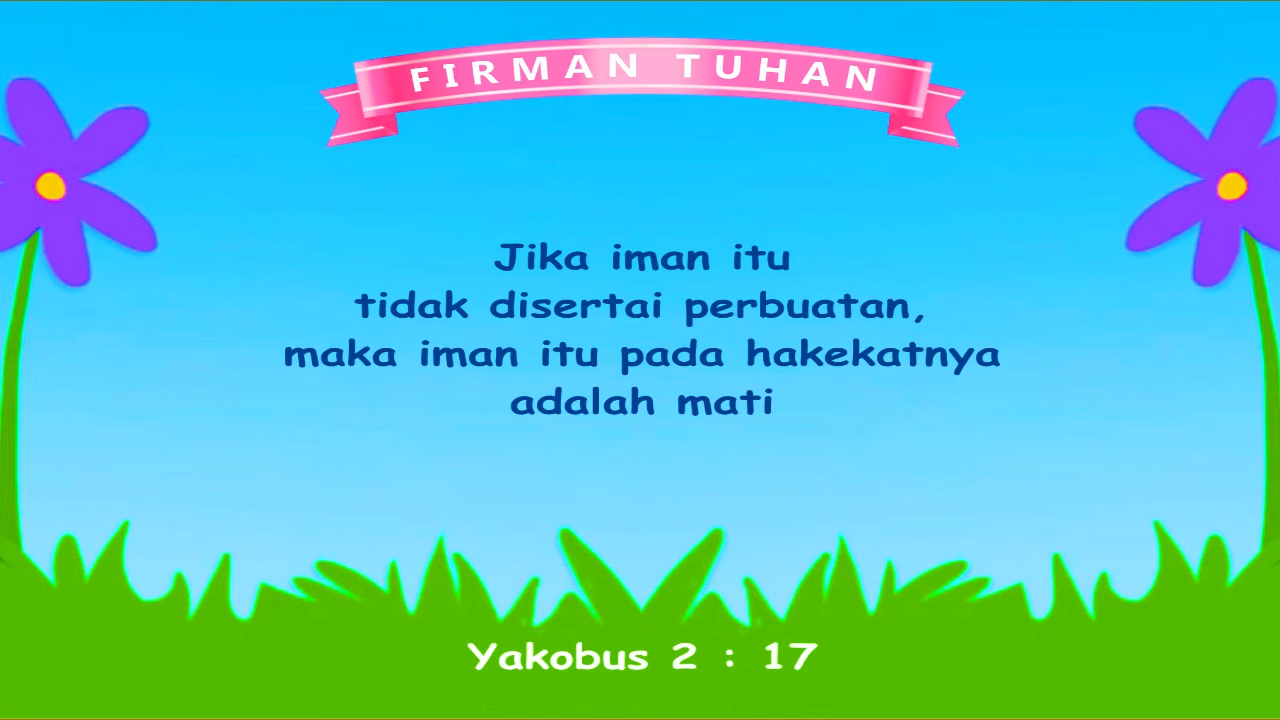 FIRMAN TUHAN
Jika iman itu
tidak disertai perbuatan,
maka iman itu pada hakekatnya
adalah mati
Yakobus 2 : 17